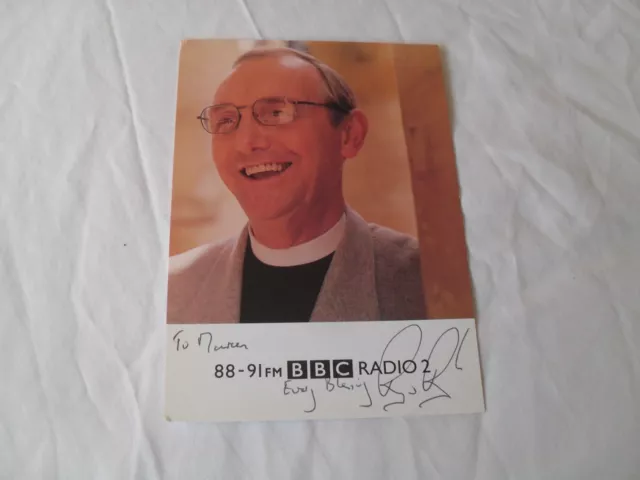 To Maureen
88-91FM BBC RADIO 2
Every Blessing